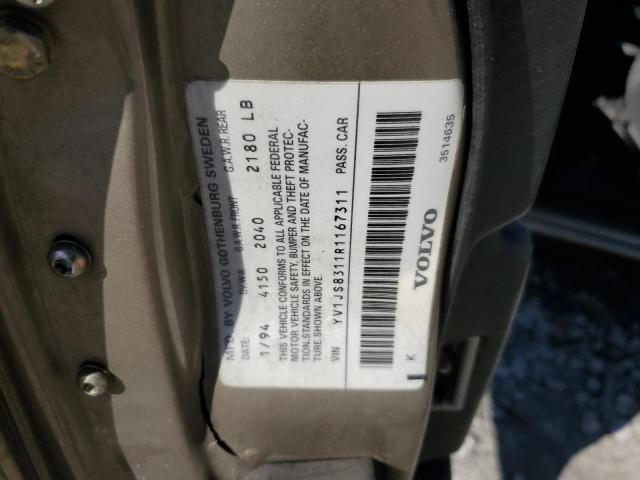 MFD. BY VOLVO GOTHENBURG SWEDEN
DATE: G.V.W.R. G.A.W.R. FRONT G.A.W.R. REAR
1/94 4150 2040 2180 LB
THIS VEHICLE CONFORMS TO ALL APPLICABLE FEDERAL
MOTOR VEHICLE SAFETY, BUMPER AND THEFT PROTEC-
TION STANDARDS IN EFFECT ON THE DATE OF MANUFAC-
TURE SHOWN ABOVE.
VIN YV1JS8311R1167311 PASS. CAR
K VOLVO 3514635